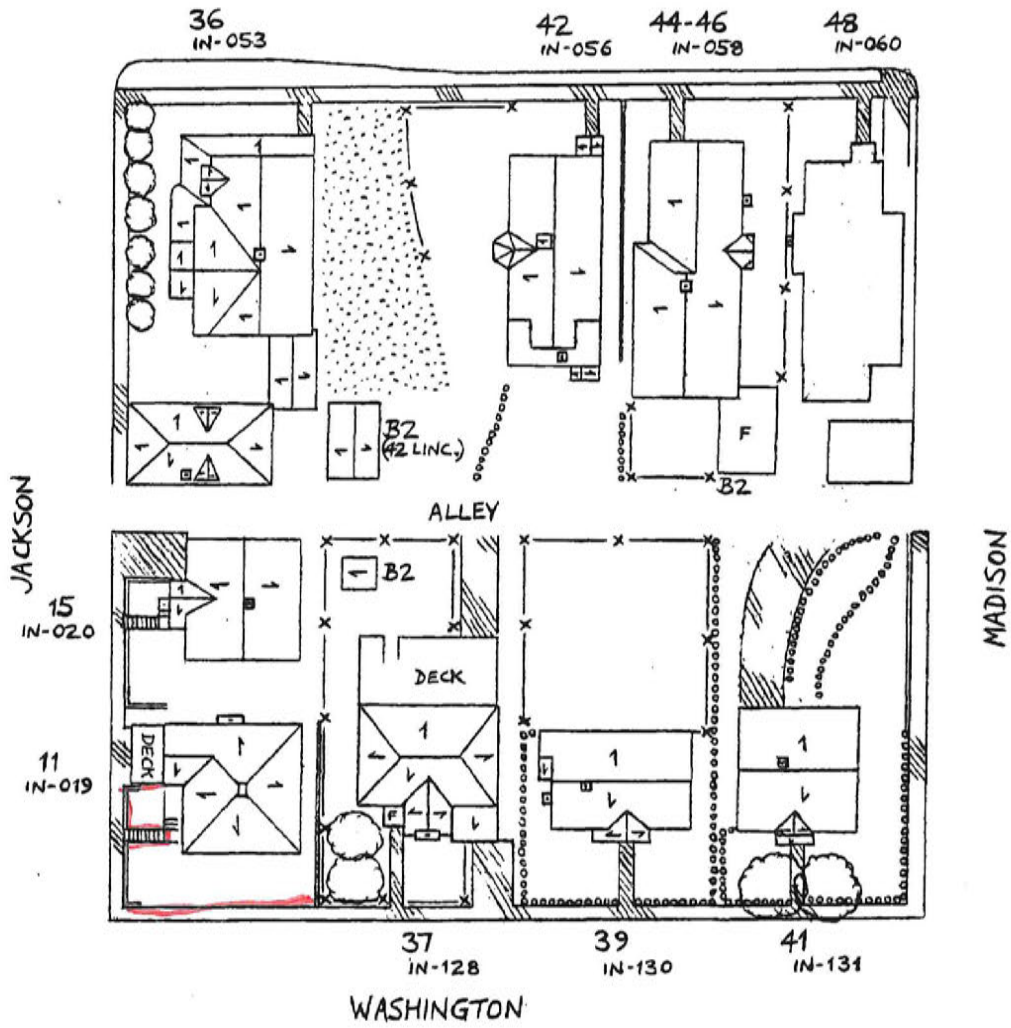 36
IN-053
42
IN-056
44-46
IN-058
48
IN-060
B2
(42 LINC.)
F
B2
ALLEY
JACKSON
MADISON
15
IN-020
B2
DECK
DECK
11
IN-019
F
37
IN-128
39
IN-130
41
IN-131
WASHINGTON